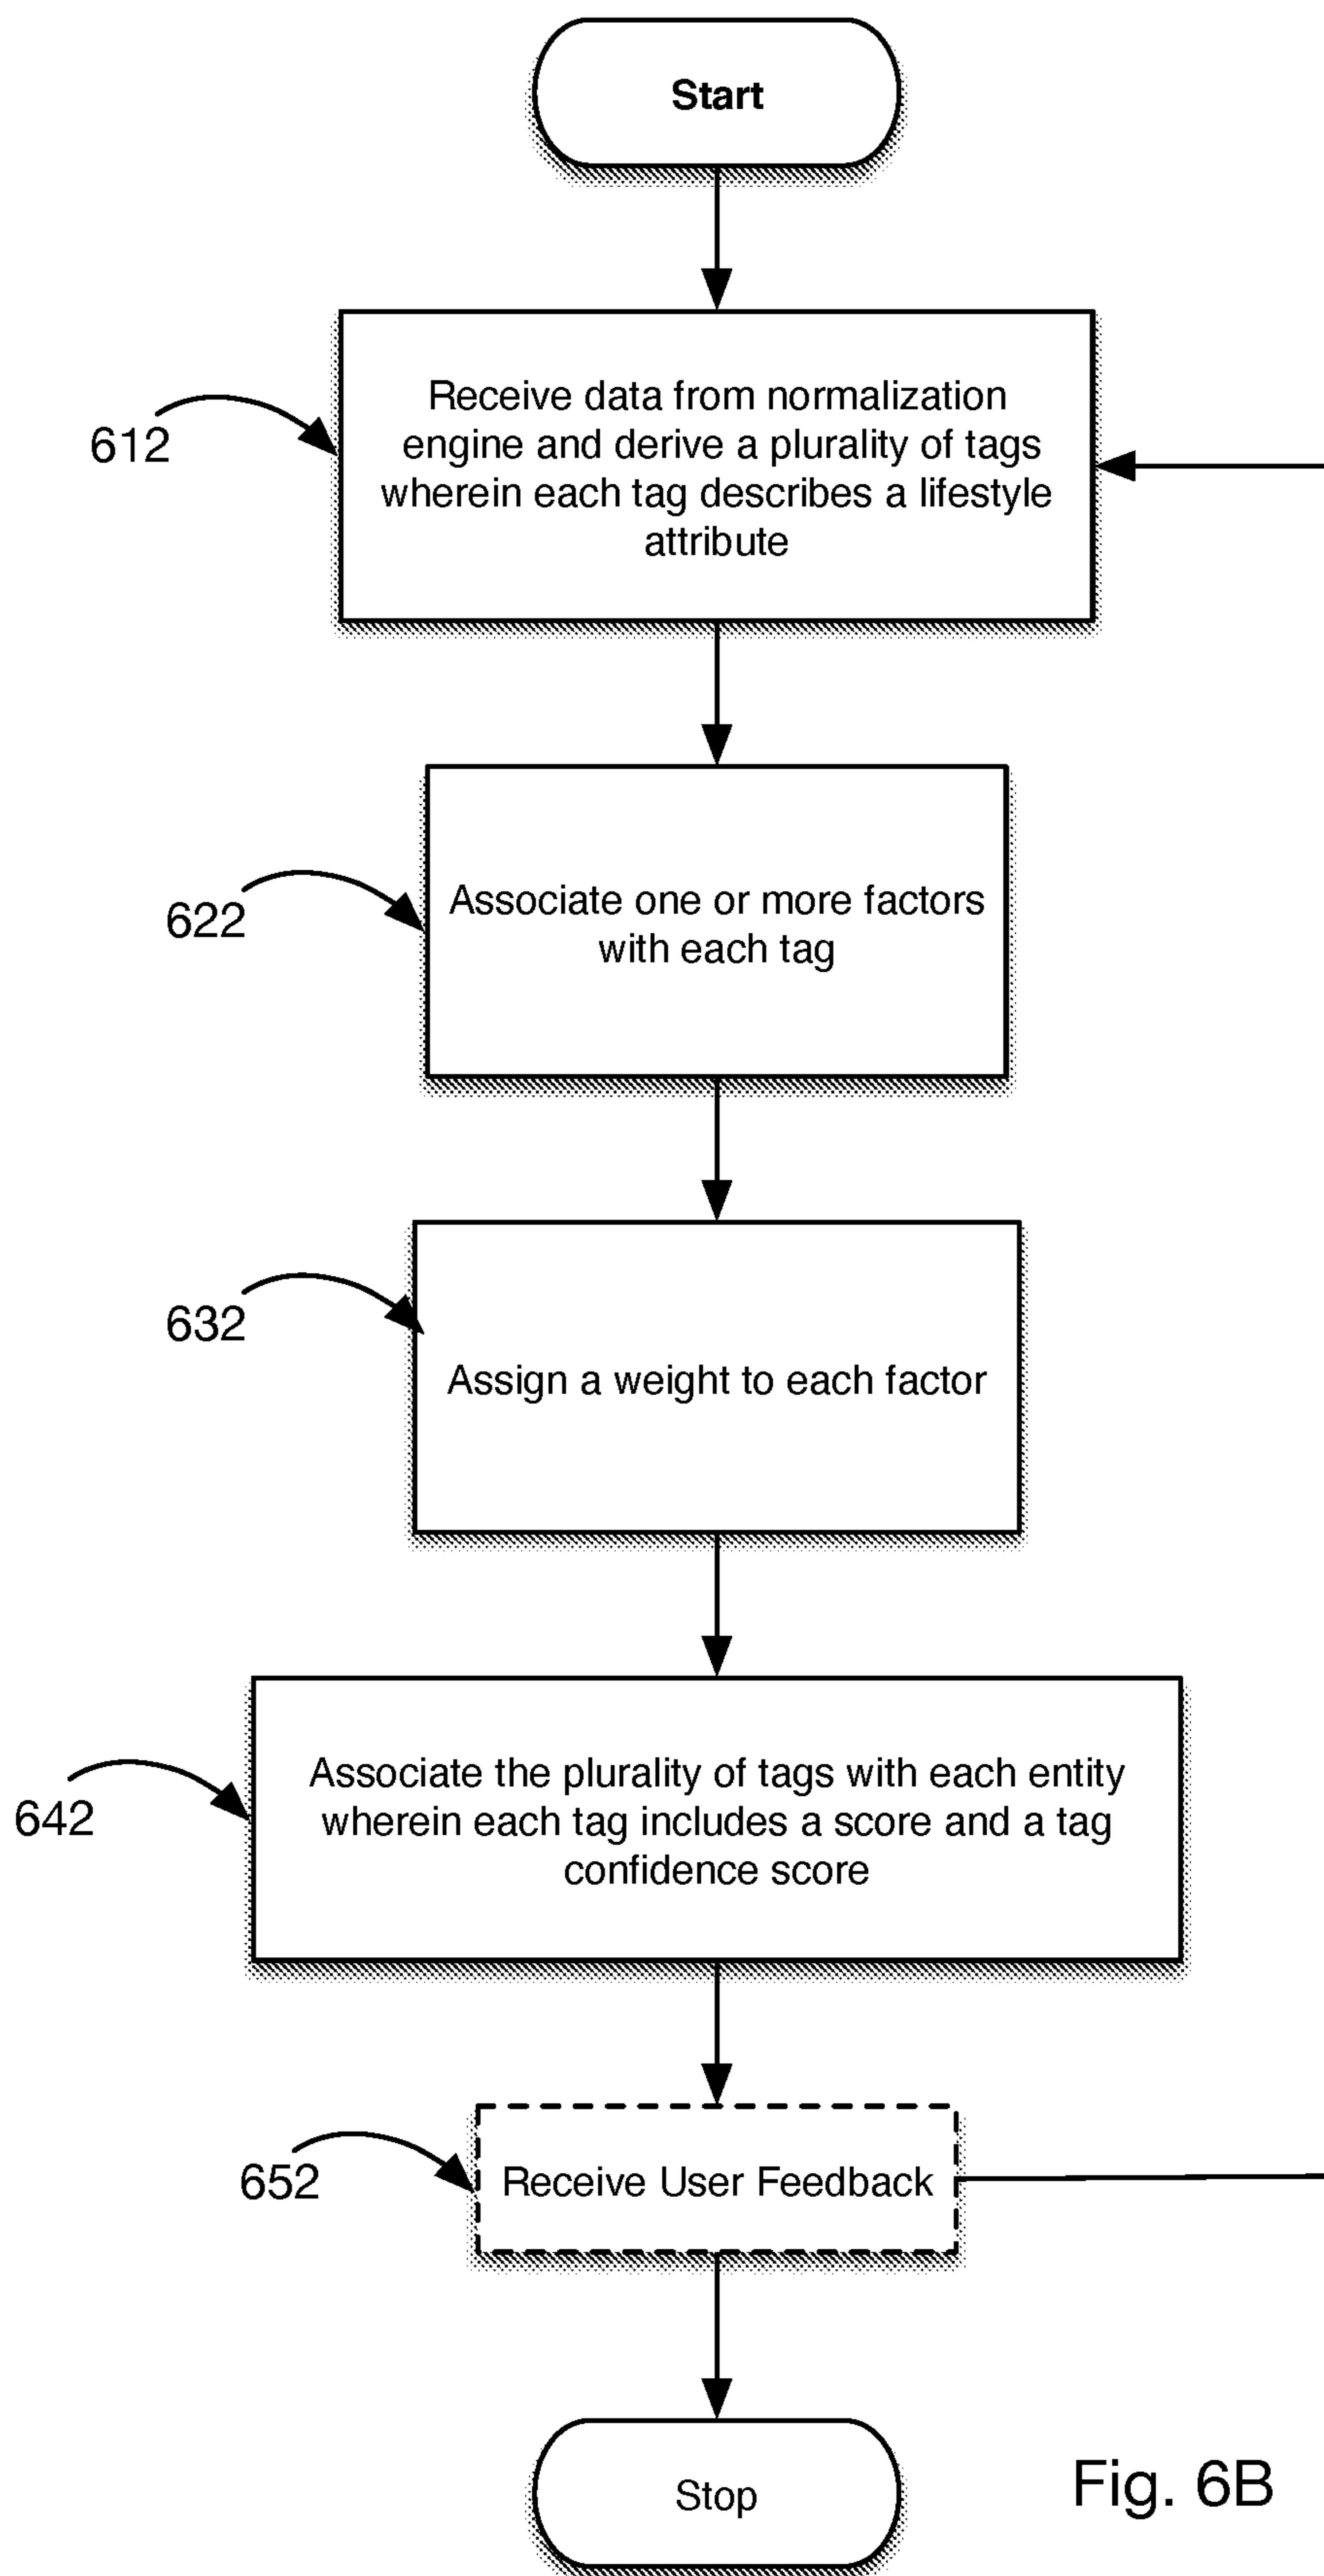 Start
612
Receive data from normalization
engine and derive a plurality of tags
wherein each tag describes a lifestyle
attribute
622
Associate one or more factors
with each tag
632
Assign a weight to each factor
642
Associate the plurality of tags with each entity
wherein each tag includes a score and a tag
confidence score
652
Receive User Feedback
Stop
Fig. 6B